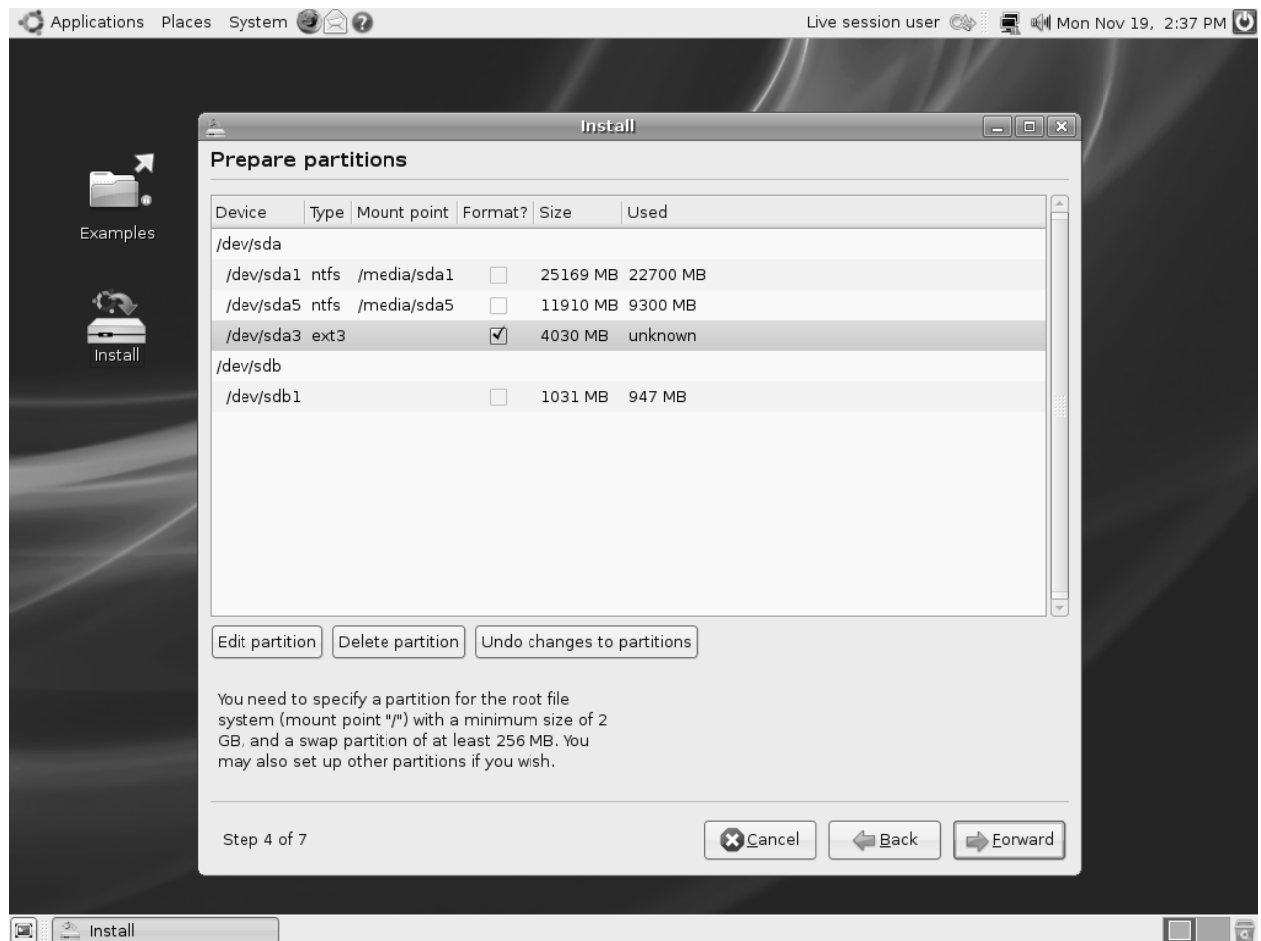 Applications Places System Live session user Mon Nov 19, 2:37 PM
Install
Prepare partitions
Device Type Mount point Format? Size Used
/dev/sda
/dev/sda1 ntfs /media/sda1 25169 MB 22700 MB
/dev/sda5 ntfs /media/sda5 11910 MB 9300 MB
/dev/sda3 ext3 4030 MB unknown
/dev/sdb
/dev/sdb1 1031 MB 947 MB
Examples
Install
Edit partition Delete partition Undo changes to partitions
You need to specify a partition for the root file
system (mount point "/") with a minimum size of 2
GB, and a swap partition of at least 256 MB. You
may also set up other partitions if you wish.
Step 4 of 7 Cancel Back Forward
Install